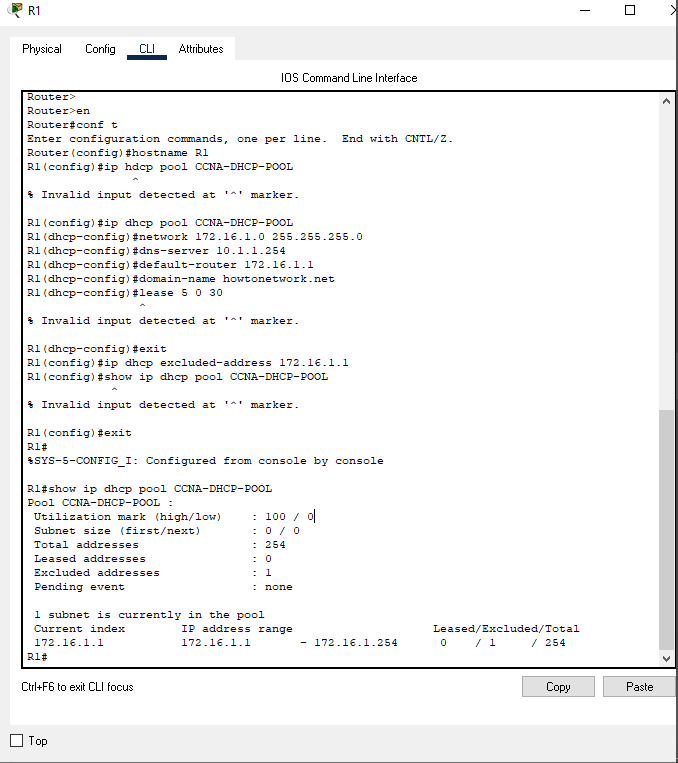 R1
Physical Config CLI Attributes
IOS Command Line Interface
Router>
Router>en
Router#conf t
Enter configuration commands, one per line.  End with CNTL/Z.
Router(config)#hostname R1
R1(config)#ip hdcp pool CCNA-DHCP-POOL
^
% Invalid input detected at '^' marker.
R1(config)#ip dhcp pool CCNA-DHCP-POOL
R1(dhcp-config)#network 172.16.1.0 255.255.255.0
R1(dhcp-config)#dns-server 10.1.1.254
R1(dhcp-config)#default-router 172.16.1.1
R1(dhcp-config)#domain-name howtonetwork.net
R1(dhcp-config)#lease 5 0 30
^
% Invalid input detected at '^' marker.
R1(dhcp-config)#exit
R1(config)#ip dhcp excluded-address 172.16.1.1
R1(config)#show ip dhcp pool CCNA-DHCP-POOL
^
% Invalid input detected at '^' marker.
R1(config)#exit
R1#
%SYS-5-CONFIG_I: Configured from console by console
R1#show ip dhcp pool CCNA-DHCP-POOL
Pool CCNA-DHCP-POOL :
Utilization mark (high/low)    : 100 / 0
Subnet size (first/next)       : 0 / 0
Total addresses                : 254
Leased addresses               : 0
Excluded addresses             : 1
Pending event                  : none
1 subnet is currently in the pool
Current index        IP address range                    Leased/Excluded/Total
172.16.1.1           172.16.1.1       - 172.16.1.254      0    / 1     / 254
R1#
Ctrl+F6 to exit CLI focus
Copy Paste
Top